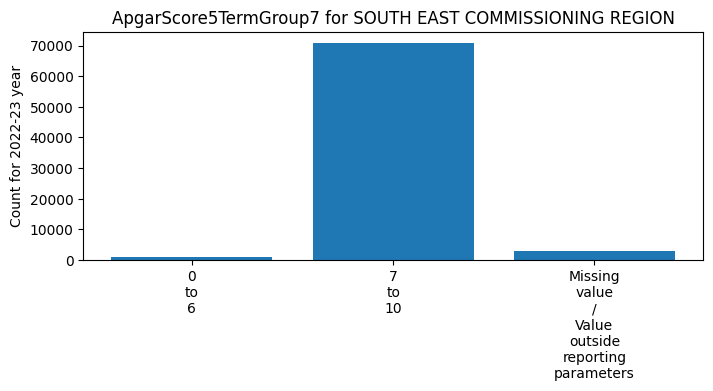 ApgarScore5TermGroup7 for SOUTH EAST COMMISSIONING REGION
Count for 2022-23 year
70000
60000
50000
40000
30000
20000
10000
0
0
to
6
7
to
10
Missing
value
/
Value
outside
reporting
parameters